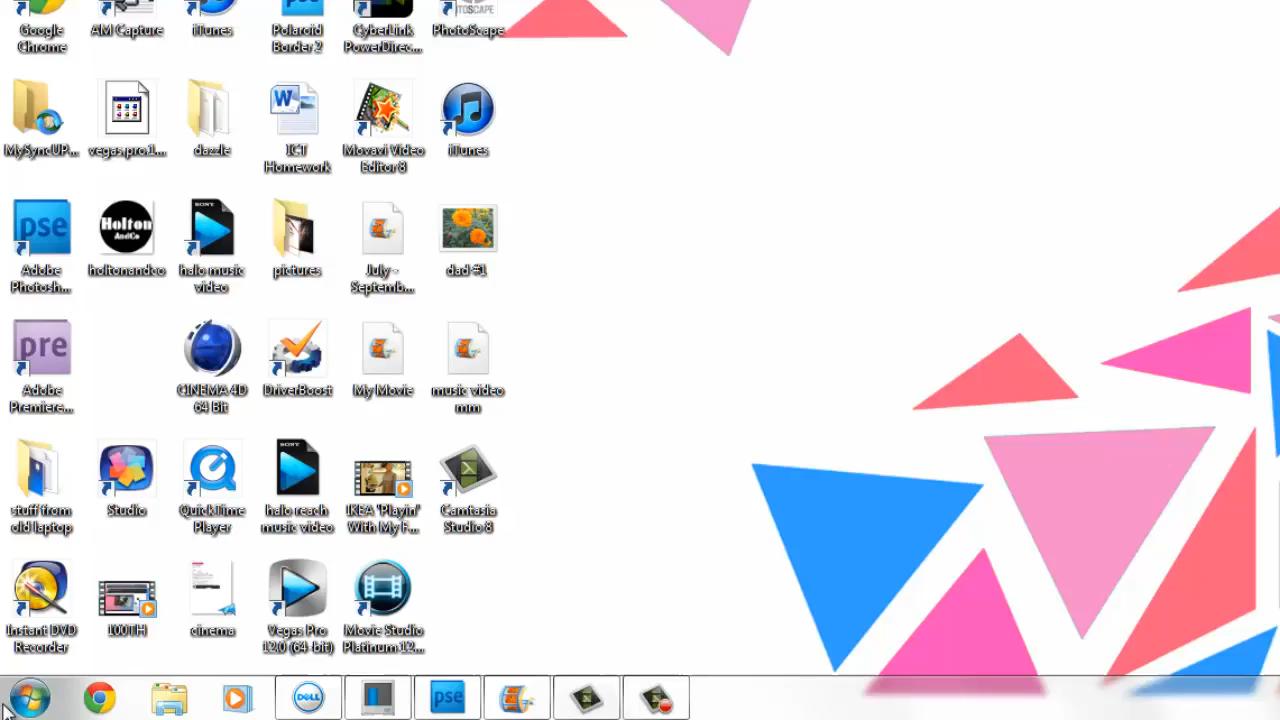 Google
Chrome
AM Capture
iTunes
Polaroid
Border 2
CyberLink
PowerDirec...
PhotoScape
MySyncUP...
vegas.pro.1...
dazzle
ICT
Homework
Movavi Video
Editor 8
iTunes
pse
Adobe
Photosh...
Holton
AndCo
holtonandco
SONY
halo music
video
pictures
July -
Septemb...
dad #1
pre
Adobe
Premiere...
CINEMA 4D
64 Bit
DriverBoost
My Movie
music video
mm
stuff from
old laptop
Studio
QuickTime
Player
SONY
halo reach
music video
IKEA 'Playin'
With My F...
Camtasia
Studio 8
Instant DVD
Recorder
100TH
cinema
Vegas Pro
12.0 (64-bit)
Movie Studio
Platinum 12...
DELL
pse